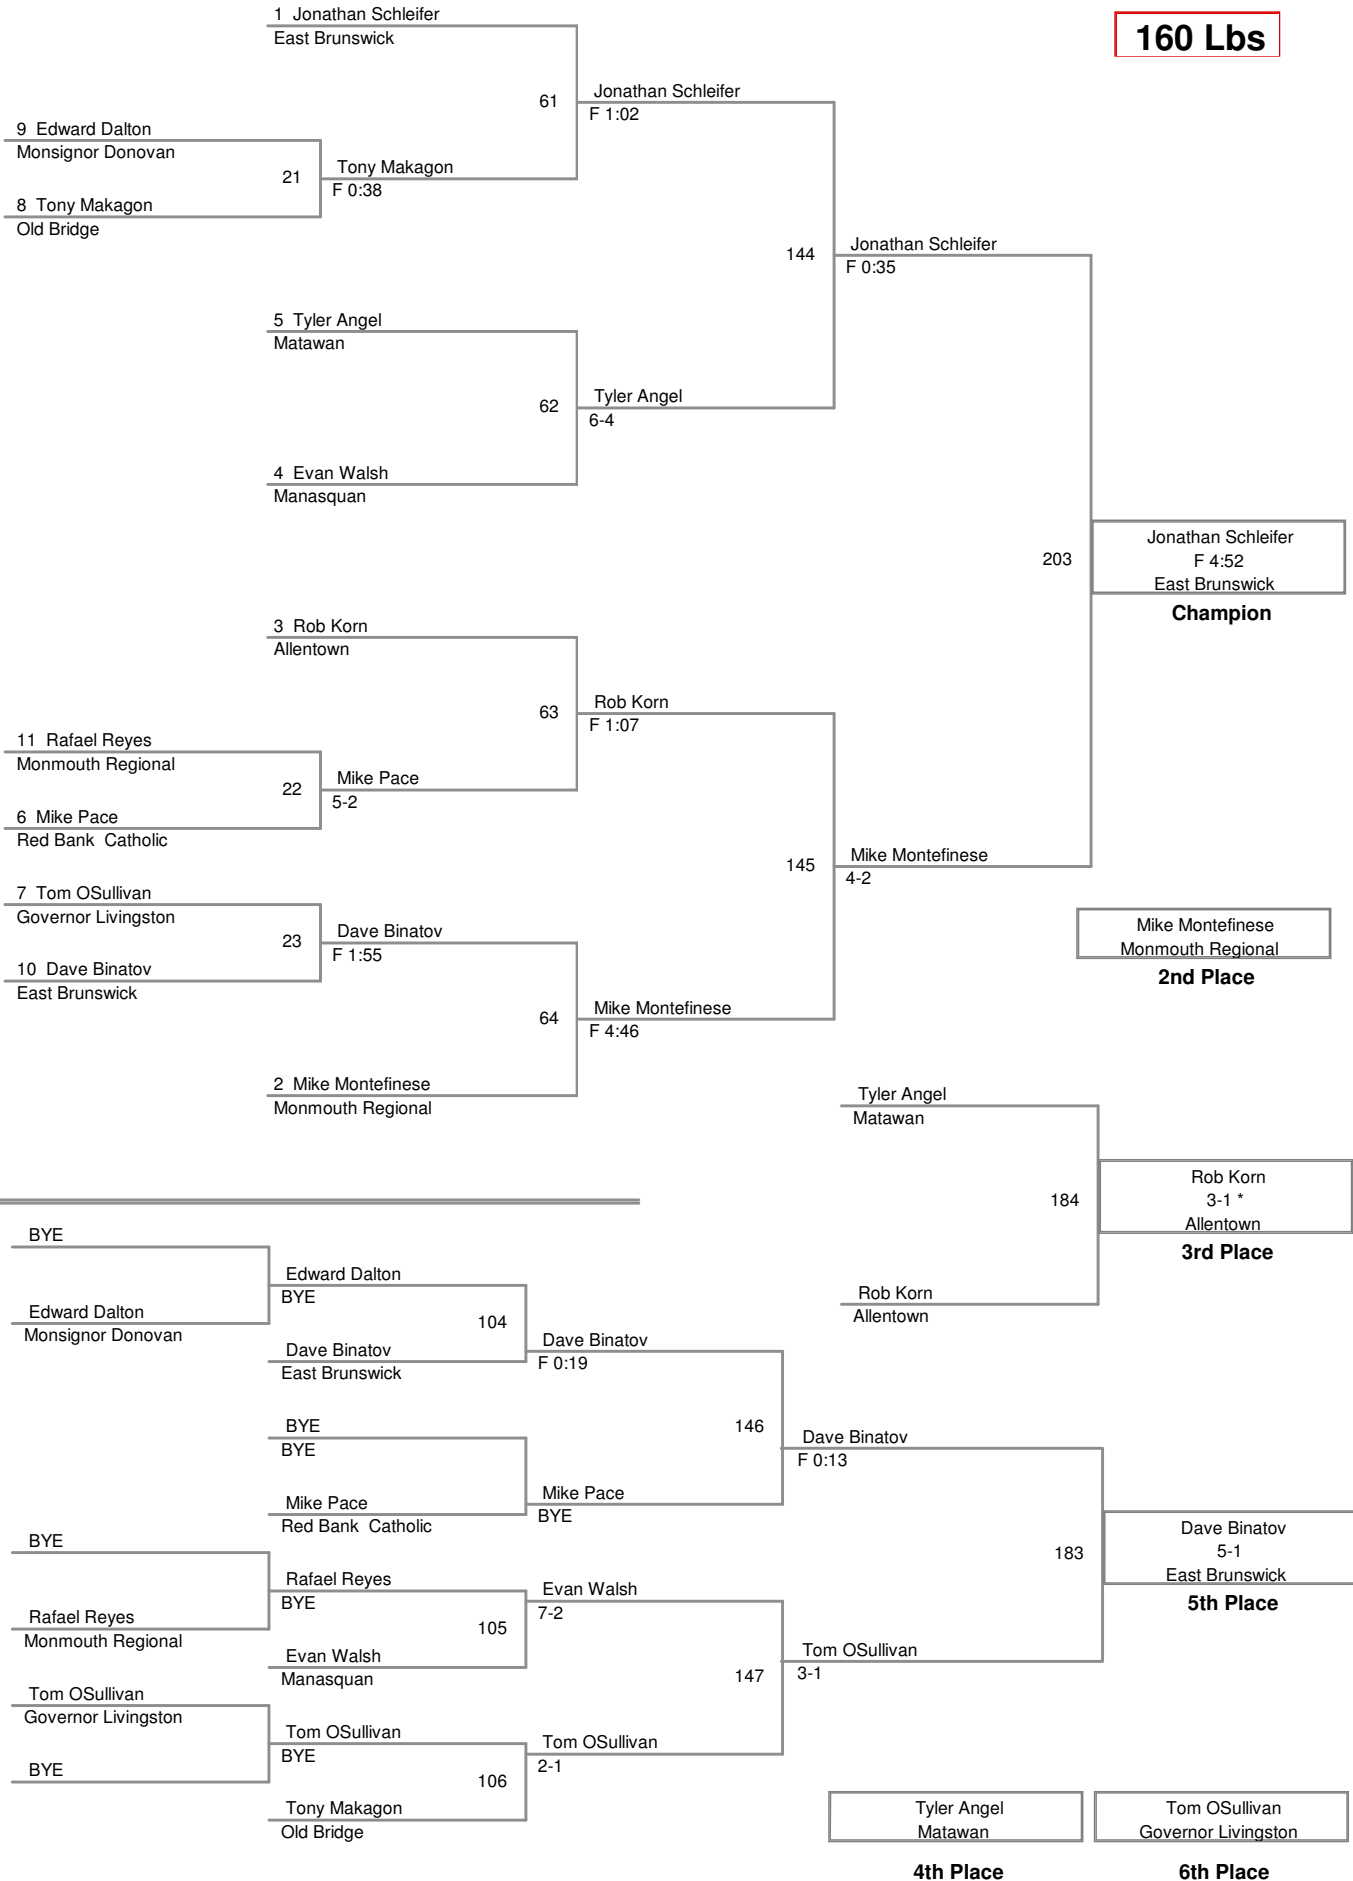 160 Lbs
1 Jonathan Schleifer
East Brunswick
61
Jonathan Schleifer
F 1:02
9 Edward Dalton
Monsignor Donovan
21
Tony Makagon
F 0:38
8 Tony Makagon
Old Bridge
144
Jonathan Schleifer
F 0:35
5 Tyler Angel
Matawan
62
Tyler Angel
6-4
4 Evan Walsh
Manasquan
203
Jonathan Schleifer
F 4:52
East Brunswick
Champion
3 Rob Korn
Allentown
63
Rob Korn
F 1:07
11 Rafael Reyes
Monmouth Regional
22
Mike Pace
5-2
6 Mike Pace
Red Bank Catholic
145
Mike Montefinese
4-2
7 Tom OSullivan
Governor Livingston
23
Dave Binatov
F 1:55
10 Dave Binatov
East Brunswick
Mike Montefinese
Monmouth Regional
2nd Place
64
Mike Montefinese
F 4:46
2 Mike Montefinese
Monmouth Regional
Tyler Angel
Matawan
184
Rob Korn
3-1 *
Allentown
3rd Place
Rob Korn
Allentown
BYE
Edward Dalton
BYE
Edward Dalton
Monsignor Donovan
104
Dave Binatov
East Brunswick
Dave Binatov
F 0:19
BYE
BYE
146
Dave Binatov
F 0:13
Mike Pace
Red Bank Catholic
Mike Pace
BYE
BYE
183
Dave Binatov
5-1
East Brunswick
5th Place
Rafael Reyes
BYE
Rafael Reyes
Monmouth Regional
105
Evan Walsh
7-2
Evan Walsh
Manasquan
147
Tom OSullivan
3-1
Tom OSullivan
Governor Livingston
Tom OSullivan
BYE
BYE
106
Tom OSullivan
2-1
Tony Makagon
Old Bridge
Tyler Angel
Matawan
4th Place
Tom OSullivan
Governor Livingston
6th Place